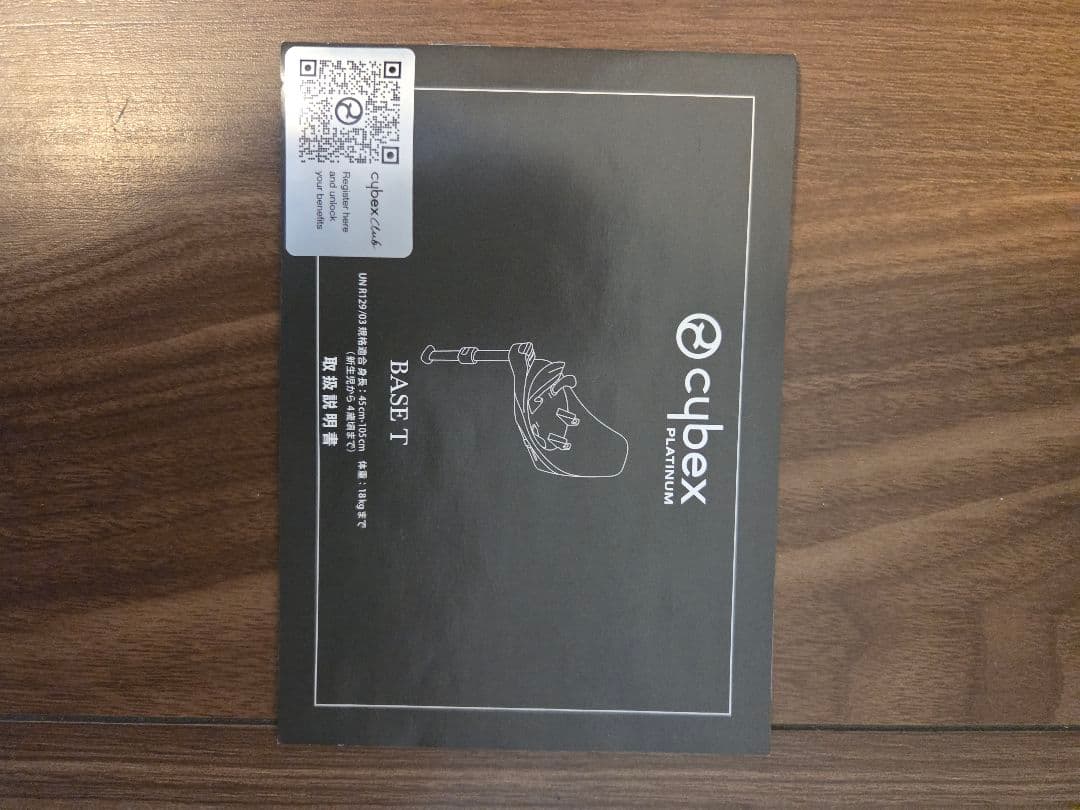 cybex
PLATINUM
BASE T
UN R129/03 規格適合 身長：45cm-105cm 体重：18kgまで
（新生児から4歳頃まで）
取扱説明書
cybex Club
Register here
and unlock
your benefits